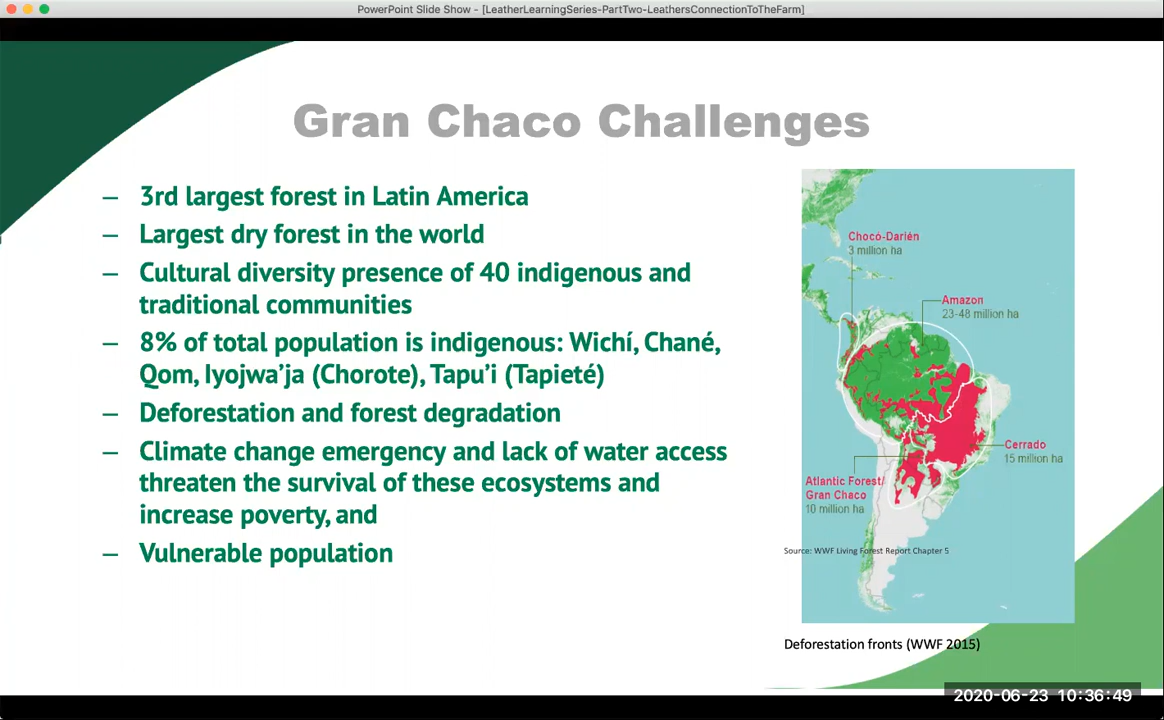 PowerPoint Slide Show - [LeatherLearningSeries-PartTwo-LeathersConnectionToTheFarm]
Gran Chaco Challenges
– 3rd largest forest in Latin America
– Largest dry forest in the world
– Cultural diversity presence of 40 indigenous and
traditional communities
– 8% of total population is indigenous: Wichí, Chané,
Qom, Iyojwa’ja (Chorote), Tapu’i (Tapieté)
– Deforestation and forest degradation
– Climate change emergency and lack of water access
threaten the survival of these ecosystems and
increase poverty, and
– Vulnerable population
Chocó-Darién
3 million ha
Amazon
23-48 million ha
Cerrado
15 million ha
Atlantic Forest/
Gran Chaco
10 million ha
Source: WWF Living Forest Report Chapter 5
Deforestation fronts (WWF 2015)
2020-06-23 10:36:49